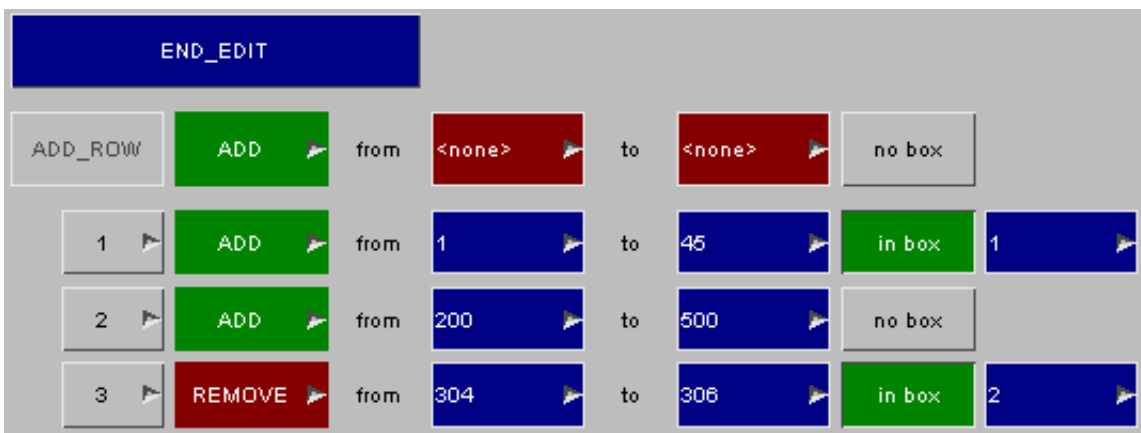 END_EDIT
ADD_ROW ADD from <none> to <none> no box
1 ADD from 1 to 45 in box 1
2 ADD from 200 to 500 no box
3 REMOVE from 304 to 306 in box 2